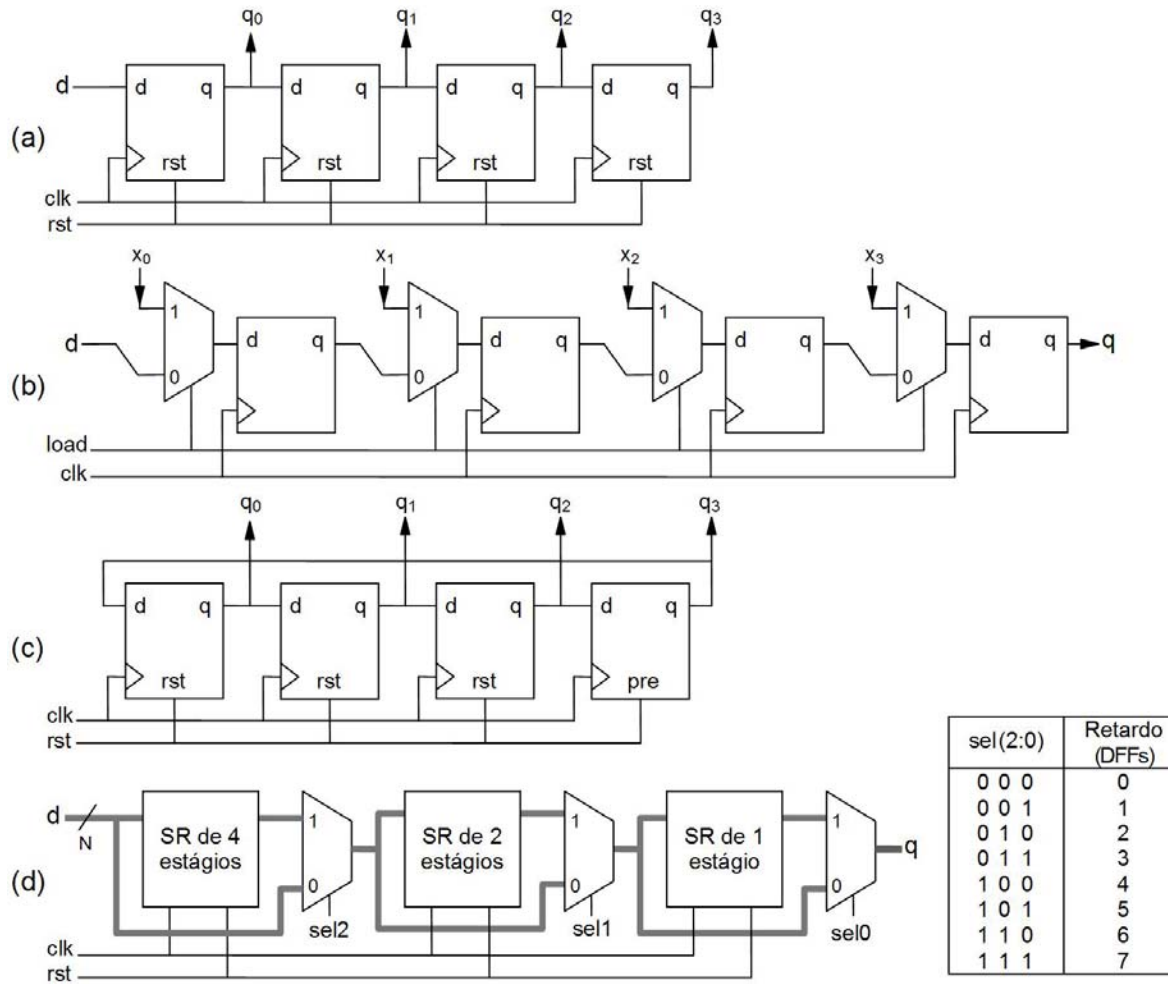 q0 q1 q2 q3
d d q d q d q d q
(a)
rst rst rst rst
clk
rst
x0 x1 x2 x3
1 1 1 1
d d q d q d q d q q
0 0 0 0
(b)
load
clk
q0 q1 q2 q3
d q d q d q d q
(c)
rst rst rst pre
clk
rst
sel(2:0) Retardo (DFFs)
0 0 0 0
0 0 1 1
0 1 0 2
0 1 1 3
1 0 0 4
1 0 1 5
1 1 0 6
1 1 1 7
d SR de 4 1 SR de 2 1 SR de 1 1 q
N estágios estágios estágio
0 0 0
(d)
sel2 sel1 sel0
clk
rst